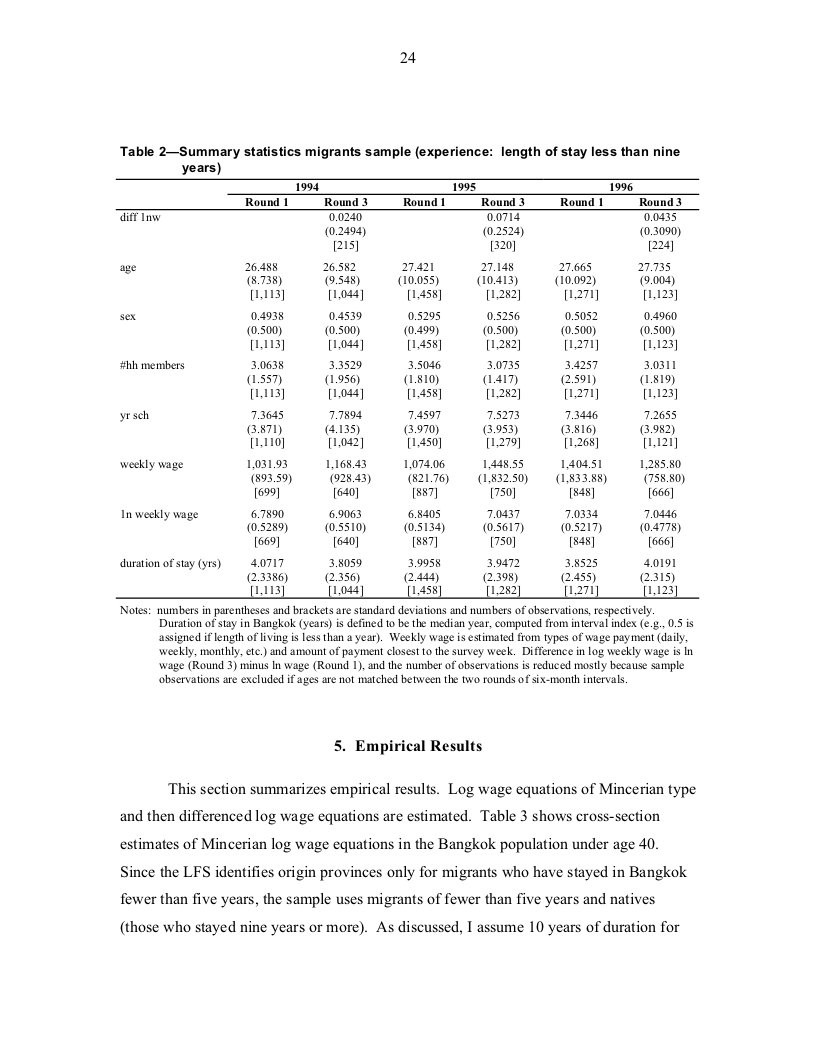 24
Table 2—Summary statistics migrants sample (experience: length of stay less than nine
years)
1994 1995 1996
Round 1 Round 3 Round 1 Round 3 Round 1 Round 3
diff 1nw 0.0240 0.0714 0.0435
(0.2494) (0.2524) (0.3090)
[215] [320] [224]
age 26.488 26.582 27.421 27.148 27.665 27.735
(8.738) (9.548) (10.055) (10.413) (10.092) (9.004)
[1,113] [1,044] [1,458] [1,282] [1,271] [1,123]
sex 0.4938 0.4539 0.5295 0.5256 0.5052 0.4960
(0.500) (0.500) (0.499) (0.500) (0.500) (0.500)
[1,113] [1,044] [1,458] [1,282] [1,271] [1,123]
#hh members 3.0638 3.3529 3.5046 3.0735 3.4257 3.0311
(1.557) (1.956) (1.810) (1.417) (2.591) (1.819)
[1,113] [1,044] [1,458] [1,282] [1,271] [1,123]
yr sch 7.3645 7.7894 7.4597 7.5273 7.3446 7.2655
(3.871) (4.135) (3.970) (3.953) (3.816) (3.982)
[1,110] [1,042] [1,450] [1,279] [1,268] [1,121]
weekly wage 1,031.93 1,168.43 1,074.06 1,448.55 1,404.51 1,285.80
(893.59) (928.43) (821.76) (1,832.50) (1,833.88) (758.80)
[699] [640] [887] [750] [848] [666]
1n weekly wage 6.7890 6.9063 6.8405 7.0437 7.0334 7.0446
(0.5289) (0.5510) (0.5134) (0.5617) (0.5217) (0.4778)
[669] [640] [887] [750] [848] [666]
duration of stay (yrs) 4.0717 3.8059 3.9958 3.9472 3.8525 4.0191
(2.3386) (2.356) (2.444) (2.398) (2.455) (2.315)
[1,113] [1,044] [1,458] [1,282] [1,271] [1,123]
Notes: numbers in parentheses and brackets are standard deviations and numbers of observations, respectively.
Duration of stay in Bangkok (years) is defined to be the median year, computed from interval index (e.g., 0.5 is
assigned if length of living is less than a year). Weekly wage is estimated from types of wage payment (daily,
weekly, monthly, etc.) and amount of payment closest to the survey week. Difference in log weekly wage is ln
wage (Round 3) minus ln wage (Round 1), and the number of observations is reduced mostly because sample
observations are excluded if ages are not matched between the two rounds of six-month intervals.
5. Empirical Results
This section summarizes empirical results. Log wage equations of Mincerian type
and then differenced log wage equations are estimated. Table 3 shows cross-section
estimates of Mincerian log wage equations in the Bangkok population under age 40.
Since the LFS identifies origin provinces only for migrants who have stayed in Bangkok
fewer than five years, the sample uses migrants of fewer than five years and natives
(those who stayed nine years or more). As discussed, I assume 10 years of duration for